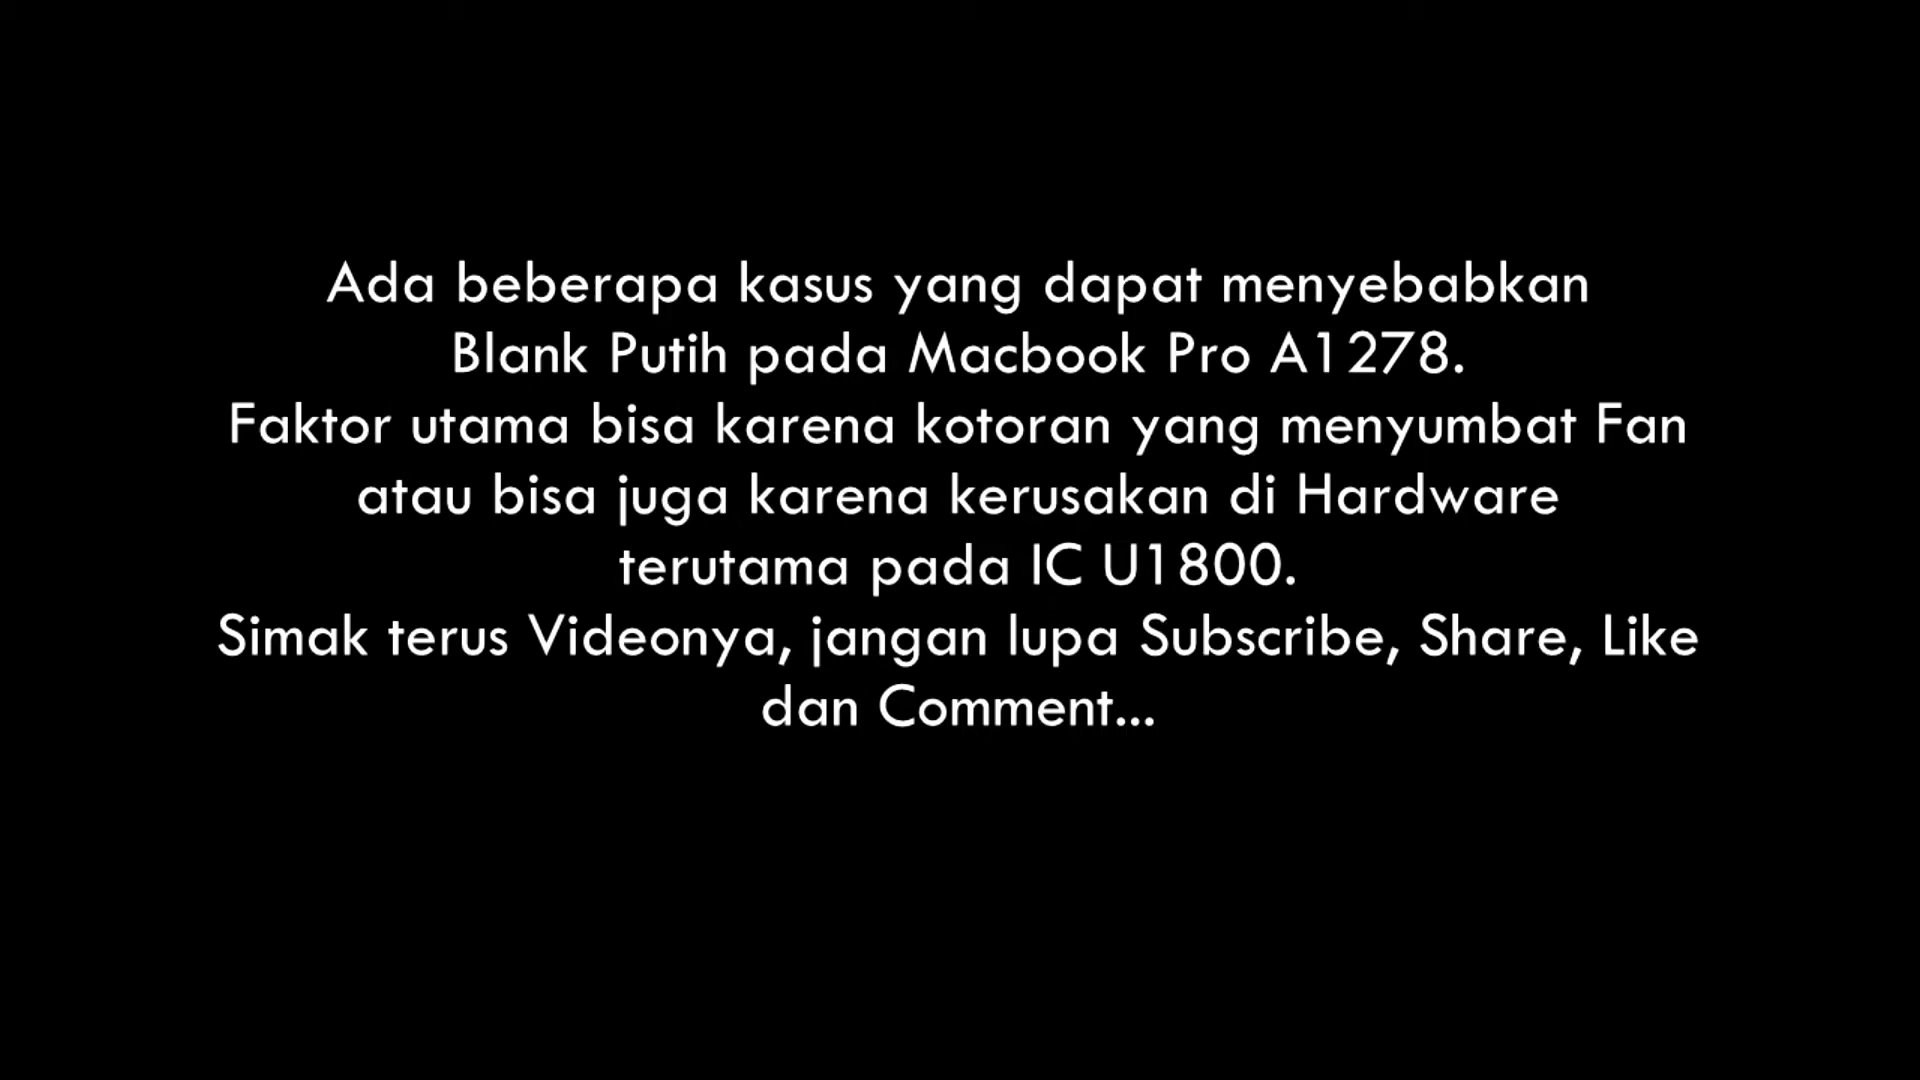 Ada beberapa kasus yang dapat menyebabkan
Blank Putih pada Macbook Pro A1278.
Faktor utama bisa karena kotoran yang menyumbat Fan
atau bisa juga karena kerusakan di Hardware
terutama pada IC U1800.
Simak terus Videonya, jangan lupa Subscribe, Share, Like
dan Comment...